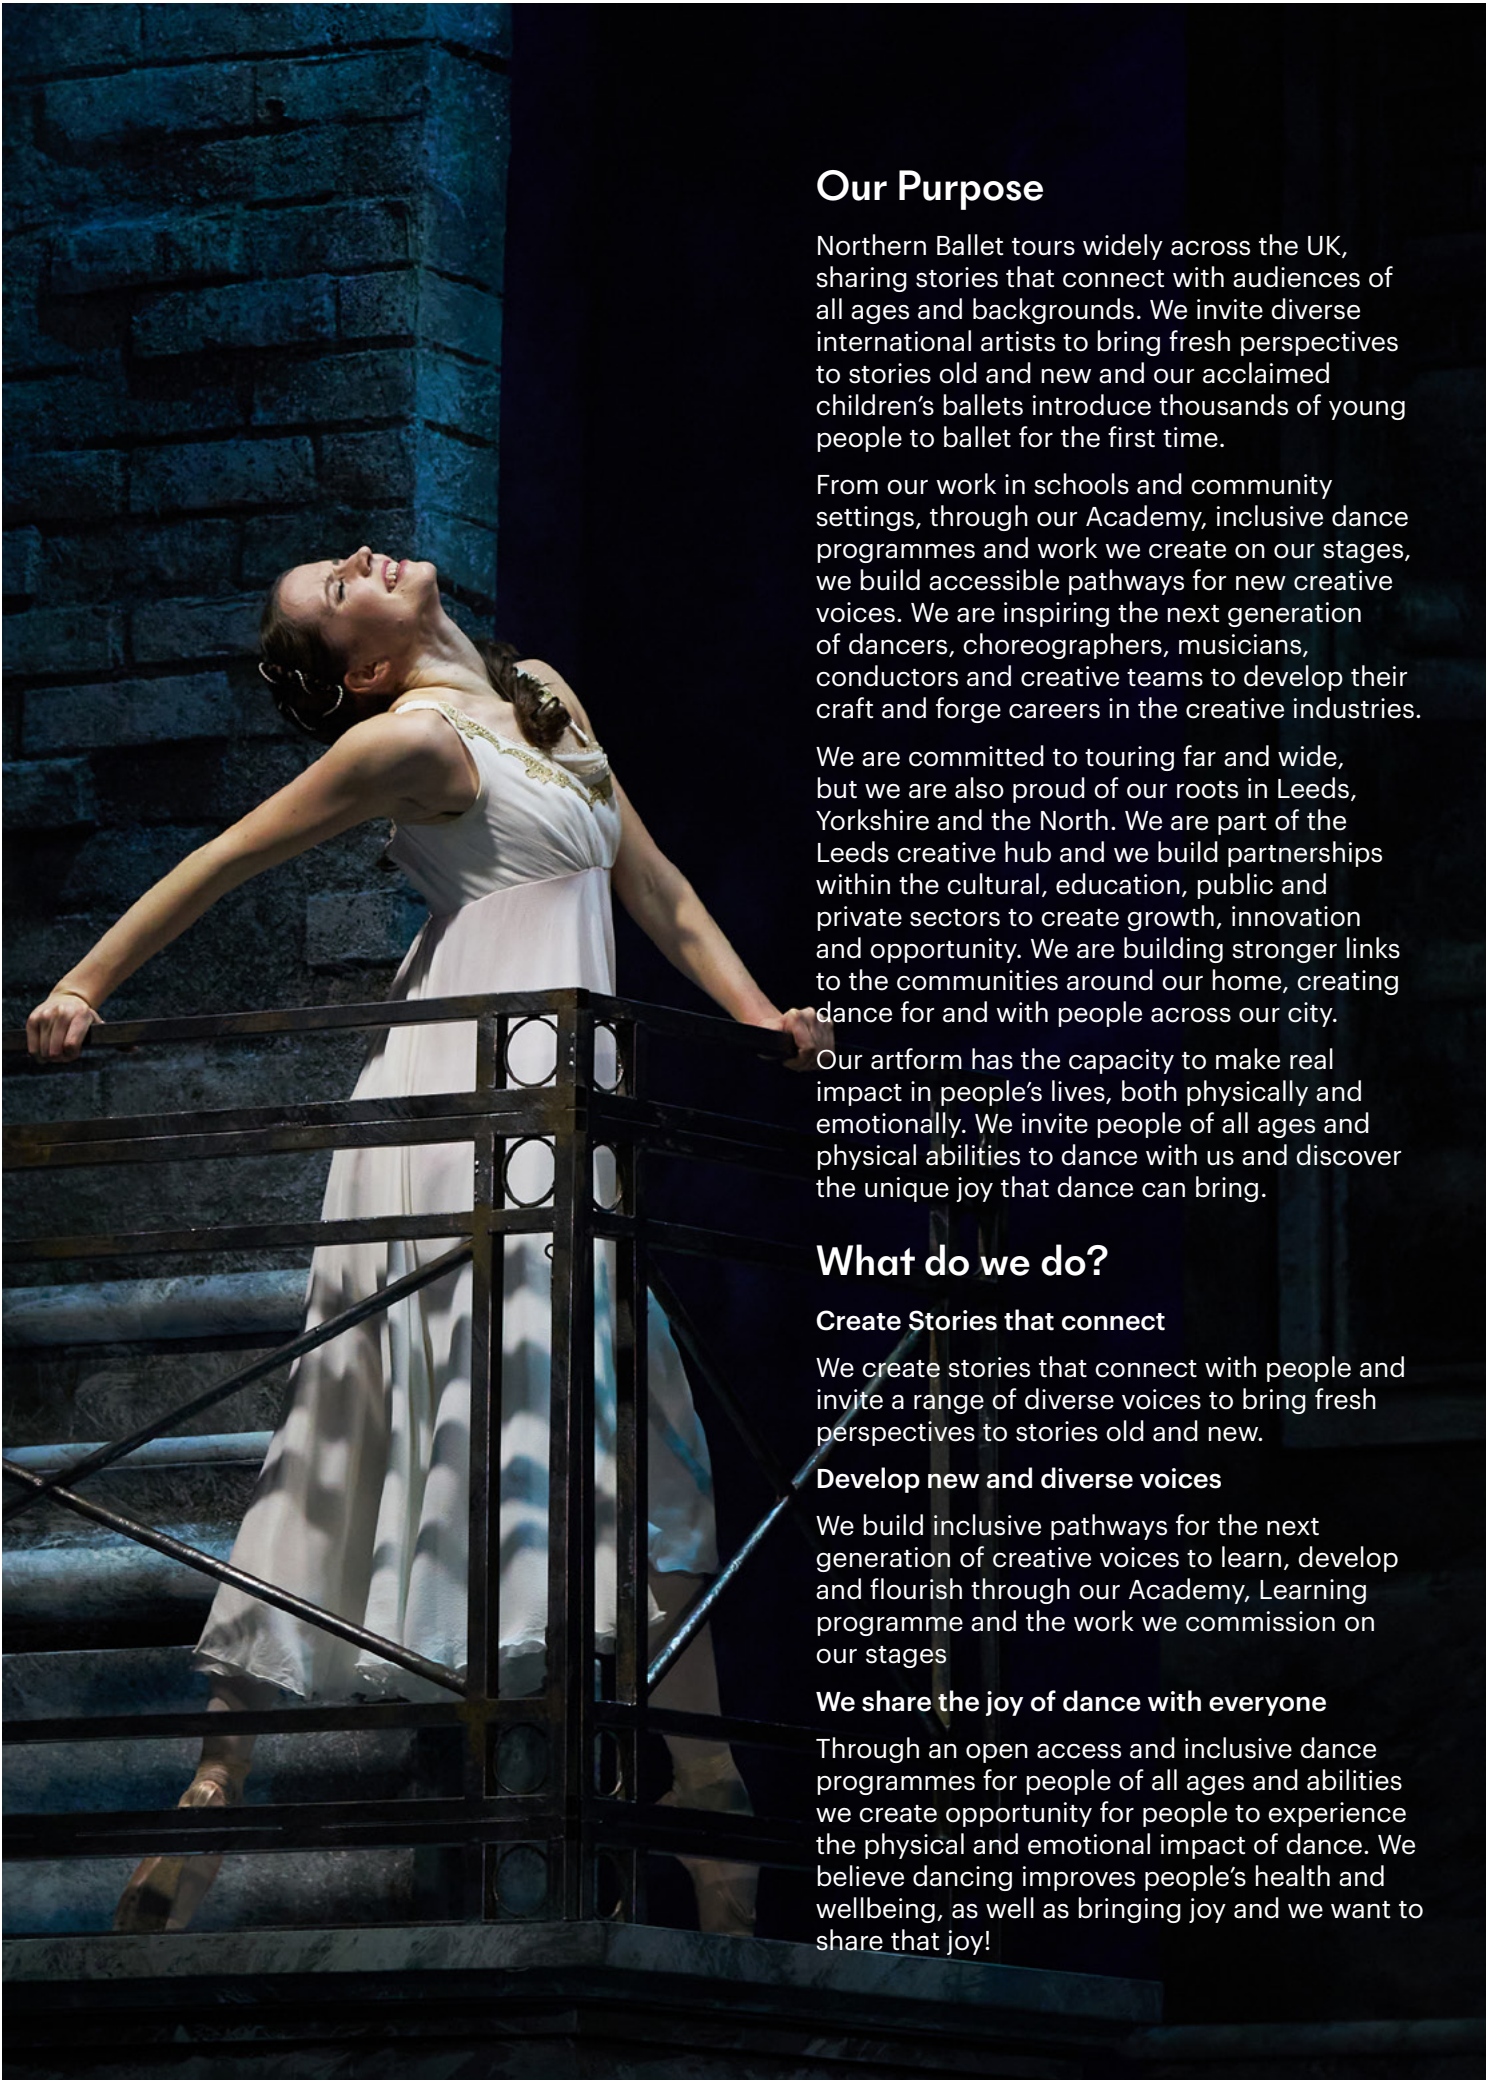 Our Purpose
Northern Ballet tours widely across the UK,
sharing stories that connect with audiences of
all ages and backgrounds. We invite diverse
international artists to bring fresh perspectives
to stories old and new and our acclaimed
children’s ballets introduce thousands of young
people to ballet for the first time.
From our work in schools and community
settings, through our Academy, inclusive dance
programmes and work we create on our stages,
we build accessible pathways for new creative
voices. We are inspiring the next generation
of dancers, choreographers, musicians,
conductors and creative teams to develop their
craft and forge careers in the creative industries.
We are committed to touring far and wide,
but we are also proud of our roots in Leeds,
Yorkshire and the North. We are part of the
Leeds creative hub and we build partnerships
within the cultural, education, public and
private sectors to create growth, innovation
and opportunity. We are building stronger links
to the communities around our home, creating
dance for and with people across our city.
Our artform has the capacity to make real
impact in people’s lives, both physically and
emotionally. We invite people of all ages and
physical abilities to dance with us and discover
the unique joy that dance can bring.
What do we do?
Create Stories that connect
We create stories that connect with people and
invite a range of diverse voices to bring fresh
perspectives to stories old and new.
Develop new and diverse voices
We build inclusive pathways for the next
generation of creative voices to learn, develop
and flourish through our Academy, Learning
programme and the work we commission on
our stages
We share the joy of dance with everyone
Through an open access and inclusive dance
programmes for people of all ages and abilities
we create opportunity for people to experience
the physical and emotional impact of dance. We
believe dancing improves people’s health and
wellbeing, as well as bringing joy and we want to
share that joy!